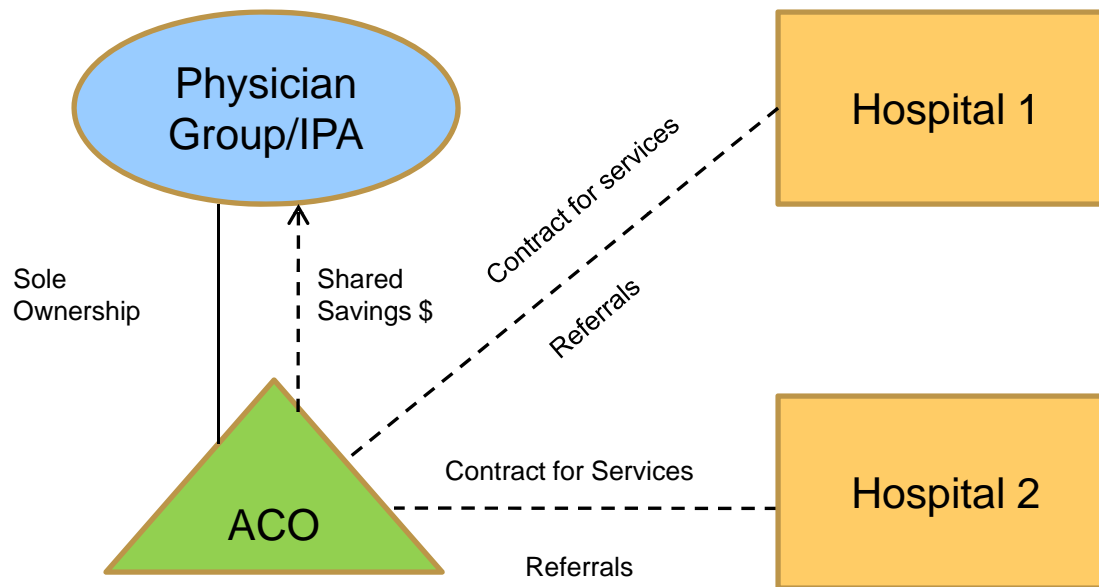 Physician
Group/IPA
Hospital 1
Contract for services
Referrals
Sole
Ownership
Shared
Savings $
Contract for Services
Referrals
ACO
Hospital 2